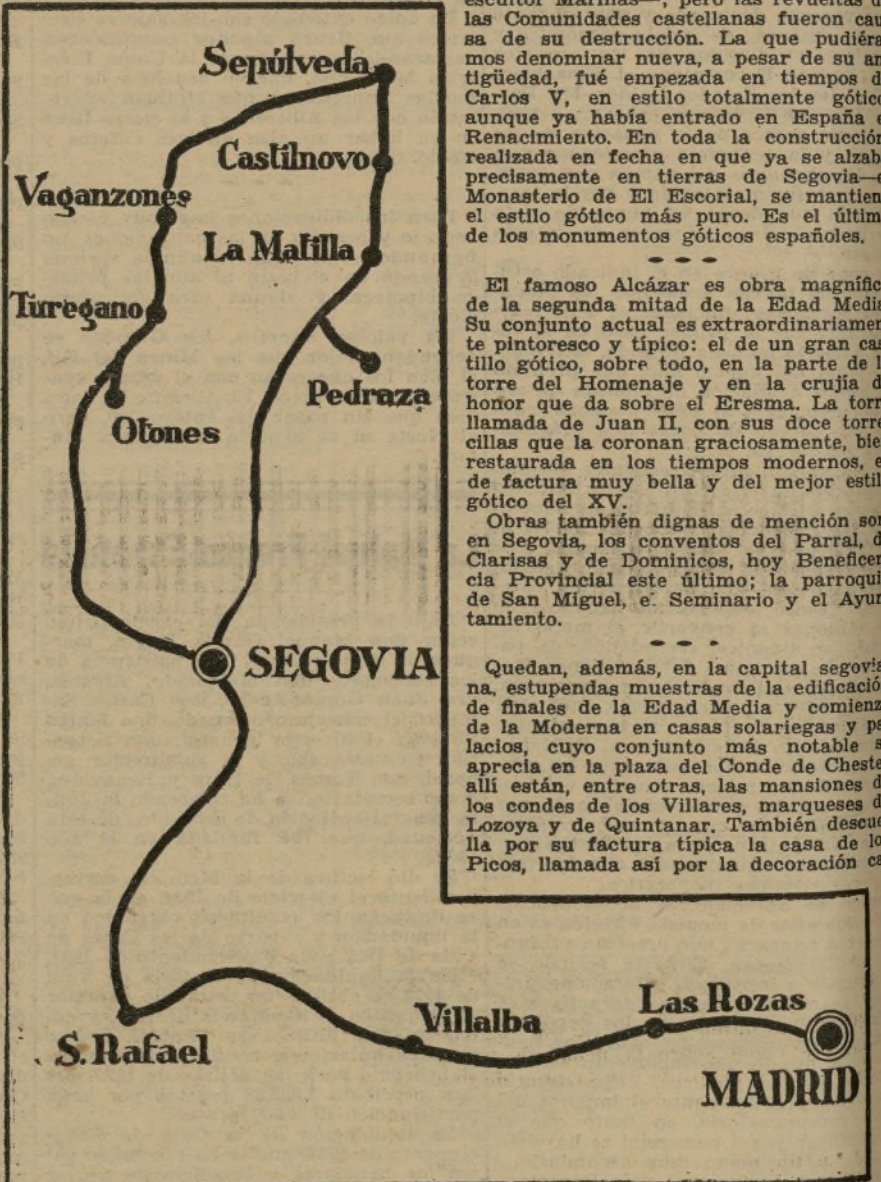 Sepúlveda
Castilnovo
Vaganzones
La Matilla
Turregano
Pedraza
Otones
SEGOVIA
S. Rafael
Villalba
Las Rozas
MADRID
las Comunidades castellanas fueron cau
sa de su destrucción. La que pudiéra
mos denominar nueva, a pesar de su an
tigüedad, fué empezada en tiempos d
Carlos V, en estilo totalmente gótico
aunque ya había entrado en España e
Renacimiento. En toda la construcción
realizada en fecha en que ya se alzab
precisamente en tierras de Segovia—e
Monasterio de El Escorial, se mantien
el estilo gótico más puro. Es el últim
de los monumentos góticos españoles.
El famoso Alcázar es obra magnífic
de la segunda mitad de la Edad Media
Su conjunto actual es extraordinariamen
te pintoresco y típico: el de un gran cas
tillo gótico, sobre todo, en la parte de l
torre del Homenaje y en la crujía d
honor que da sobre el Eresma. La torr
llamada de Juan II, con sus doce torre
cillas que la coronan graciosamente, bie
restaurada en los tiempos modernos, e
de factura muy bella y del mejor estil
gótico del XV.
Obras también dignas de mención son
en Segovia, los conventos del Parral, d
Clarisas y de Dominicos, hoy Beneficen
cia Provincial este último; la parroqui
de San Miguel, el Seminario y el Ayun
tamiento.
Quedan, además, en la capital segovia
na, estupendas muestras de la edificació
de finales de la Edad Media y comienz
de la Moderna en casas solariegas y pa
lacios, cuyo conjunto más notable s
aprecia en la plaza del Conde de Cheste
allí están, entre otras, las mansiones d
los condes de los Villares, marqueses d
Lozoya y de Quintanar. También descue
lla por su factura típica la casa de lo
Picos, llamada así por la decoración ca